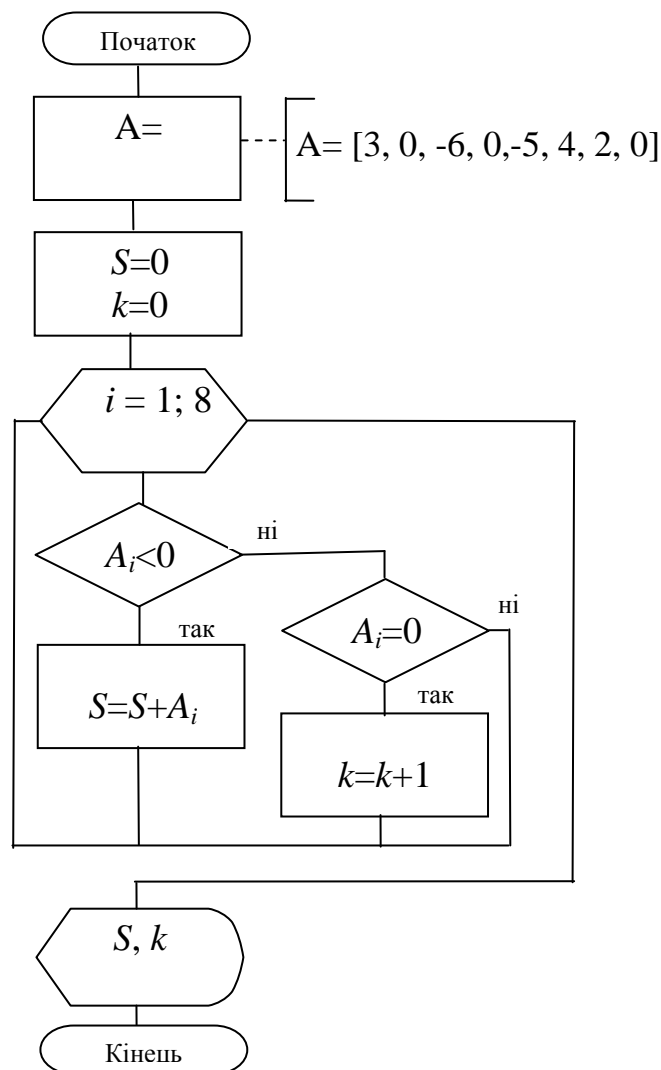 Початок
A=
A= [3, 0, -6, 0,-5, 4, 2, 0]
S=0
k=0
i = 1; 8
Ai<0
ні
так
Ai=0
ні
S=S+Ai
так
k=k+1
S, k
Кінець